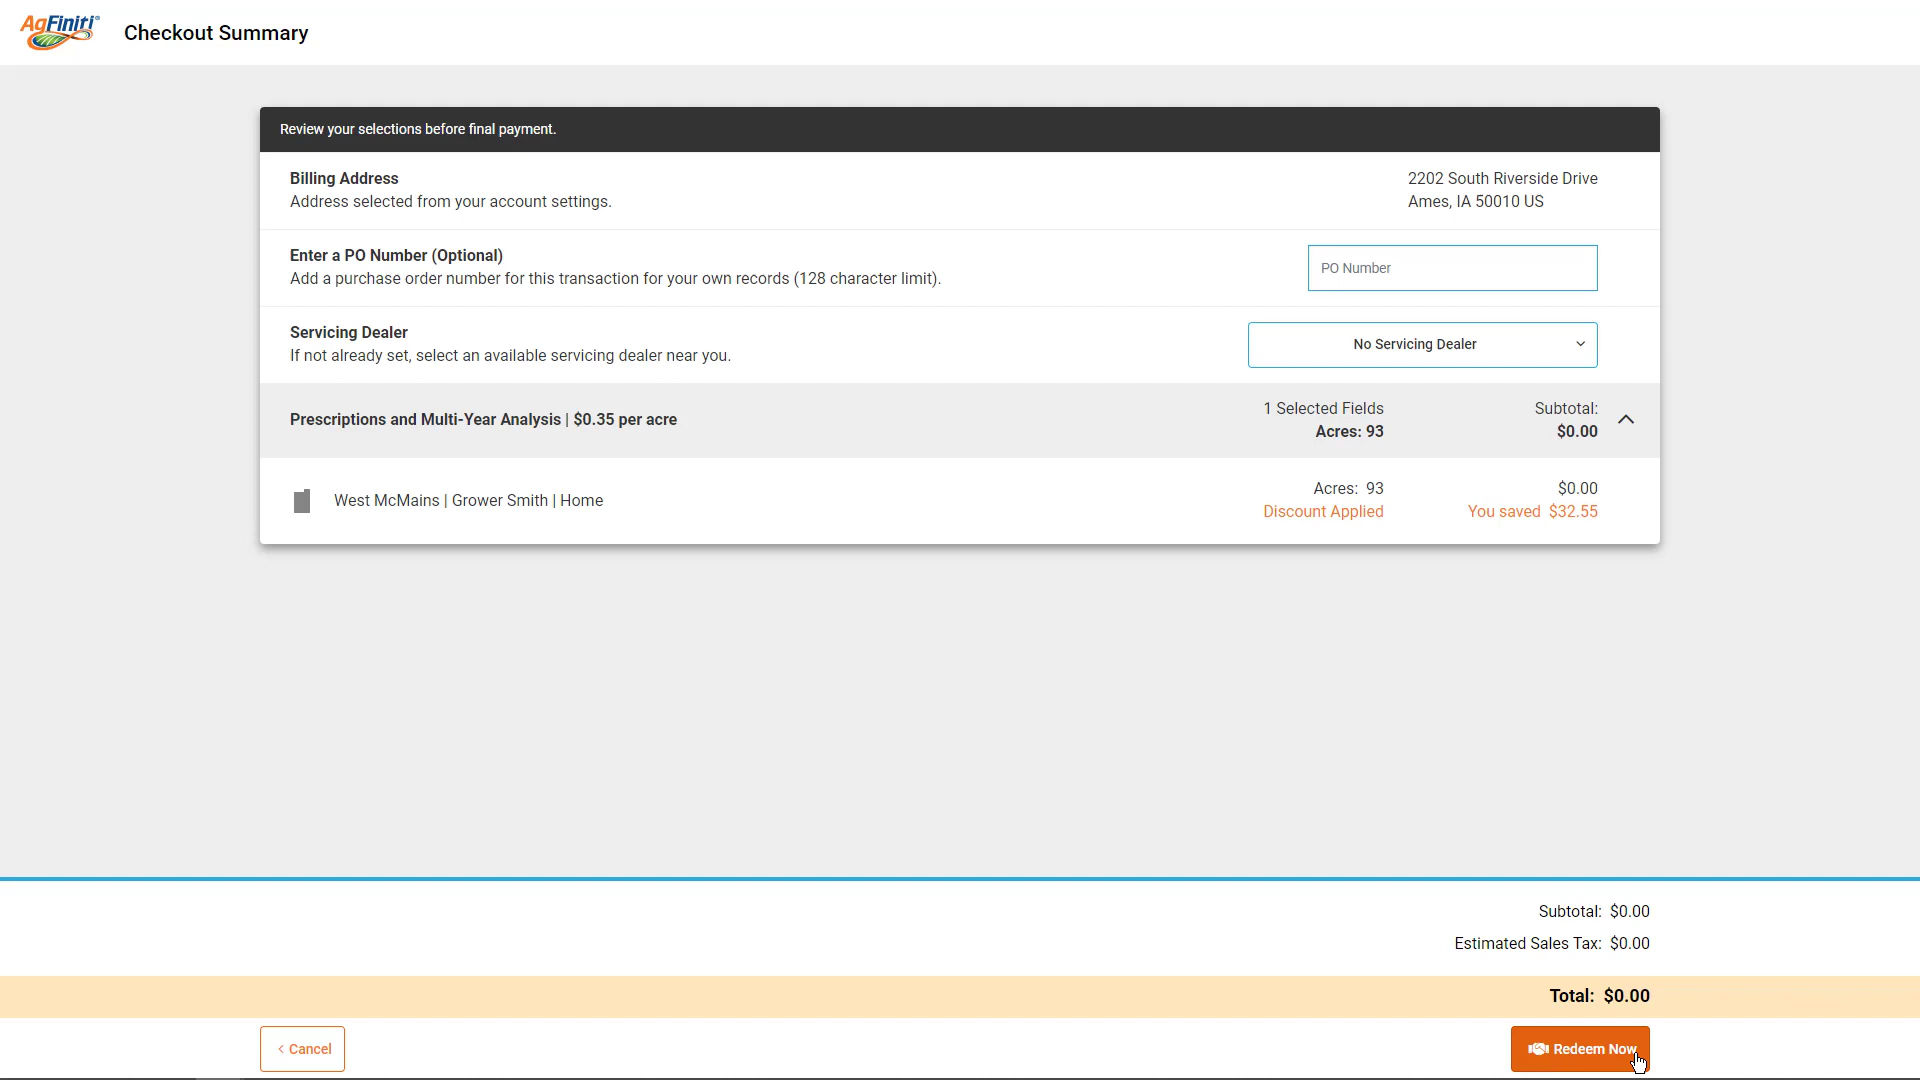 AgFiniti®
Checkout Summary
Review your selections before final payment.
Billing Address
Address selected from your account settings.
2202 South Riverside Drive
Ames, IA 50010 US
Enter a PO Number (Optional)
Add a purchase order number for this transaction for your own records (128 character limit).
PO Number
Servicing Dealer
If not already set, select an available servicing dealer near you.
No Servicing Dealer
Prescriptions and Multi-Year Analysis | $0.35 per acre
1 Selected Fields
Acres: 93
Subtotal:
$0.00
West McMains | Grower Smith | Home
Acres: 93
Discount Applied
$0.00
You saved $32.55
Subtotal: $0.00
Estimated Sales Tax: $0.00
Total: $0.00
Cancel
Redeem Now